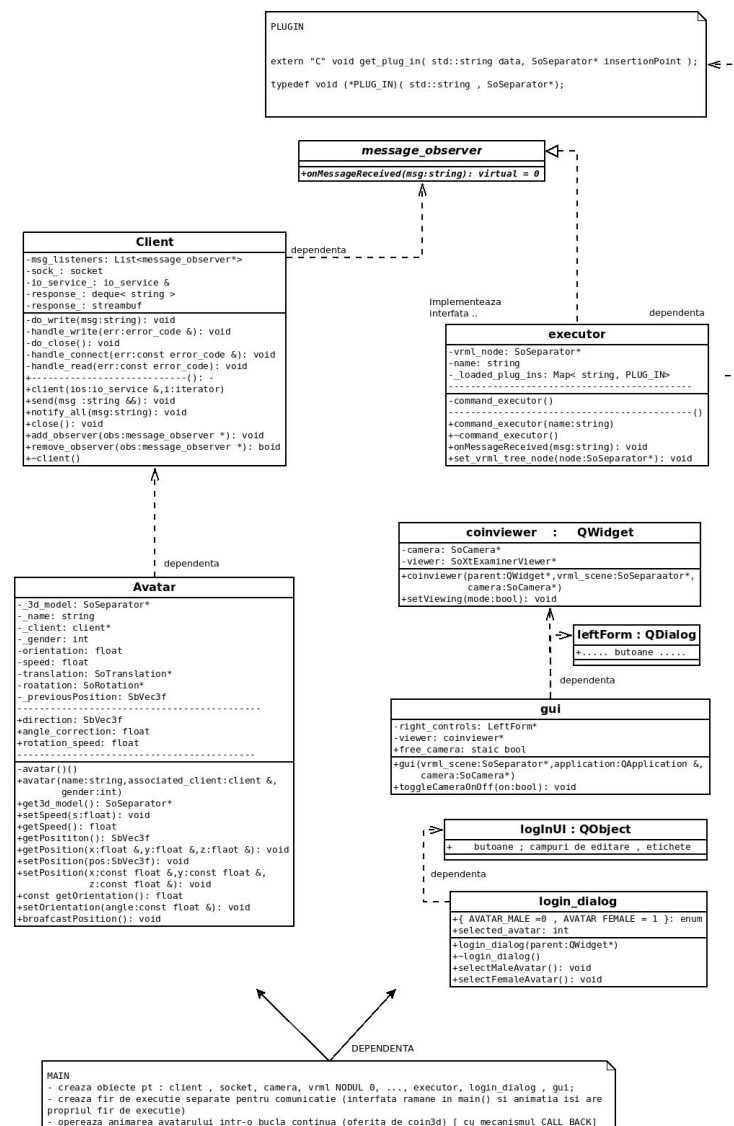 PLUGIN
extern "C" void get_plug_in( std::string data, SoSeparator* insertionPoint );
typedef void (*PLUG_IN)( std::string , SoSeparator*);
message_observer
+onMessageReceived(msg:string): virtual = 0
Client
-msg_listeners: List<message_observer*>
-sock_: socket
-io_service_: io_service &
-response_: deque< string >
-response_: streambuf
-do_write(msg:string): void
-handle_write(err:error_code &): void
-do_close(): void
-handle_connect(err:const error_code &): void
-handle_read(err:const error_code): void
+----------------------------(): -
+client(ios:io_service &,i:iterator)
+send(msg :string &&): void
+notify_all(msg:string): void
+close(): void
+add_observer(obs:message_observer *): void
+remove_observer(obs:message_observer *): boid
+~client()
dependenta
Implementeaza
interfata ..
dependenta
executor
-vrml_node: SoSeparator*
-name: string
-_loaded_plug_ins: Map< string, PLUG_IN>
---------------------------------------------
-command_executor()
---------------------------------------------()
+command_executor(name:string)
+~command_executor()
+onMessageReceived(msg:string): void
+set_vrml_tree_node(node:SoSeparator*): void
dependenta
Avatar
-_3d_model: SoSeparator*
-_name: string
-_client: client*
-_gender: int
-orientation: float
-speed: float
-translation: SoTranslation*
-roatation: SoRotation*
-_previousPosition: SbVec3f
---------------------------------------------
+direction: SbVec3f
+angle_correction: float
+rotation_speed: float
--------------------------------------------
-avatar()()
+avatar(name:string,associated_client:client &,
gender:int)
+get3d_model(): SoSeparator*
+setSpeed(s:float): void
+getSpeed(): float
+getPosititon(): SbVec3f
+getPosition(x:float &,y:float &,z:flaot &): void
+setPosition(pos:SbVec3f): void
+setPosition(x:const float &,y:const float &,
z:const float &): void
+const getOrientation(): float
+setOrientation(angle:const float &): void
+broafcastPosition(): void
coinviewer : QWidget
-camera: SoCamera*
-viewer: SoXtExaminerViewer*
+coinviewer(parent:QWidget*,vrml_scene:SoSeparaator*,
camera:SoCamera*)
+setViewing(mode:bool): void
leftForm : QDialog
+..... butoane .....
dependenta
gui
-right_controls: LeftForm*
-viewer: coinviewer*
+free_camera: staic bool
+gui(vrml_scene:SoSeparator*,application:QApplication &,
camera:SoCamera*)
+toggleCameraOnOff(on:bool): void
logInUI : QObject
+ butoane ; campuri de editare , etichete
dependenta
login_dialog
+{ AVATAR_MALE =0 , AVATAR FEMALE = 1 }: enum
+selected_avatar: int
+login_dialog(parent:QWidget*)
+~login_dialog()
+selectMaleAvatar(): void
+selectFemaleAvatar(): void
DEPENDENTA
MAIN
- creaza obiecte pt : client , socket, camera, vrml NODUL 0, ..., executor, login_dialog , gui;
- creaza fir de executie separate pentru comunicatie (interfata ramane in main() si animatia isi are
propriul fir de executie)
- opereaza animarea avatarului intr-o bucla continua (oferita de coin3d) [ cu mecanismul CALL BACK]